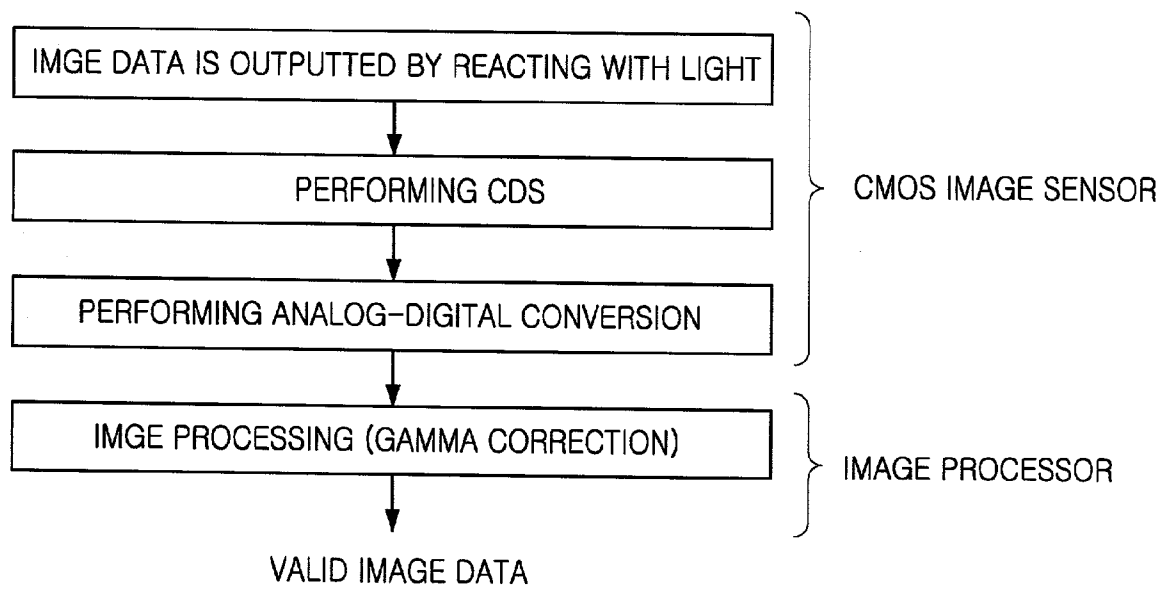 IMGE DATA IS OUTPUTTED BY REACTING WITH LIGHT
PERFORMING CDS
CMOS IMAGE SENSOR
PERFORMING ANALOG-DIGITAL CONVERSION
IMGE PROCESSING (GAMMA CORRECTION)
IMAGE PROCESSOR
VALID IMAGE DATA